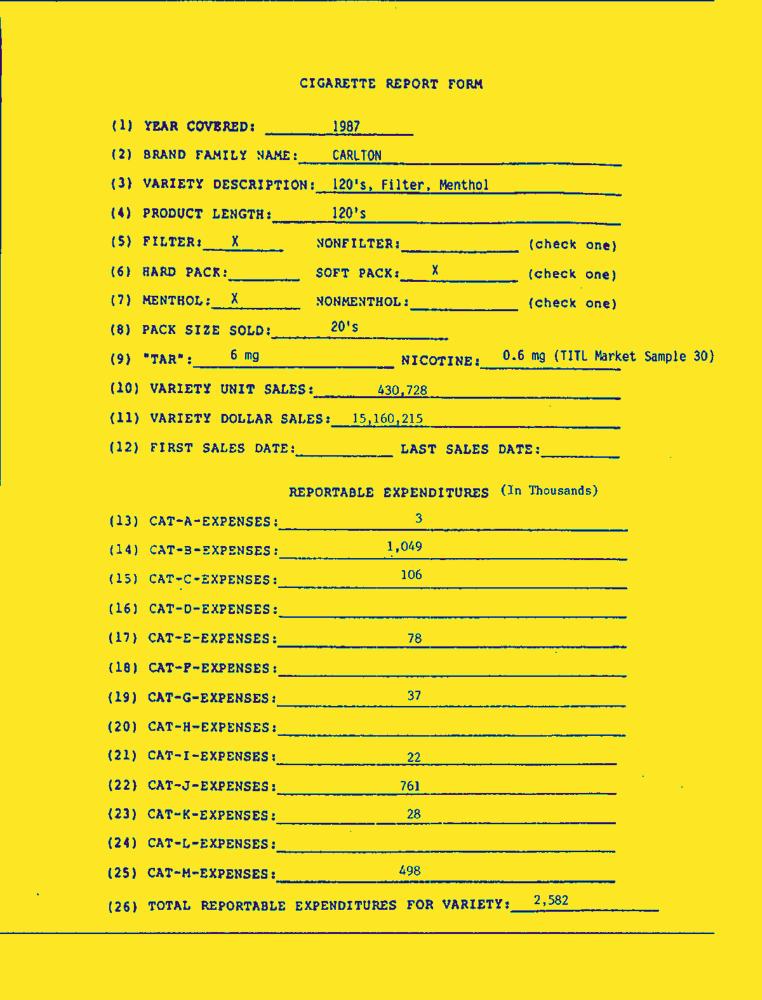 CIGARETTE REPORT FORM
(1) YEAR COVERED: 1987
(2) BRAND FAMILY NAME: CARLTON
(3) VARIETY DESCRIPTION: 120's, Filter, Menthol
(4) PRODUCT LENGTH: 120's
(5) FILTER: X NONFILTER: (check one)
(6) HARD PACK: SOFT PACK: X (check one)
(7) MENTHOL: X NONMENTHOL: (check one)
(8) PACK SIZE SOLD: 20's
(9) "TAR": 6 mg NICOTINE: 0.6 mg (TITL Market Sample 30)
(10) VARIETY UNIT SALES: 430,728
(11) VARIETY DOLLAR SALES: 15,160,215
(12) FIRST SALES DATE: LAST SALES DATE:
REPORTABLE EXPENDITURES (In Thousands)
(13) CAT-A-EXPENSES: 3
(14) CAT-B-EXPENSES: 1,049
(15) CAT-C-EXPENSES: 106
(16) CAT-D-EXPENSES:
(17) CAT-E-EXPENSES: 78
(18) CAT-F-EXPENSES:
(19) CAT-G-EXPENSES: 37
(20) CAT-H-EXPENSES:
(21) CAT-I-EXPENSES: 22
(22) CAT-J-EXPENSES: 761
(23) CAT-K-EXPENSES: 28
(24) CAT-L-EXPENSES:
(25) CAT-M-EXPENSES: 498
(26) TOTAL REPORTABLE EXPENDITURES FOR VARIETY: 2,582